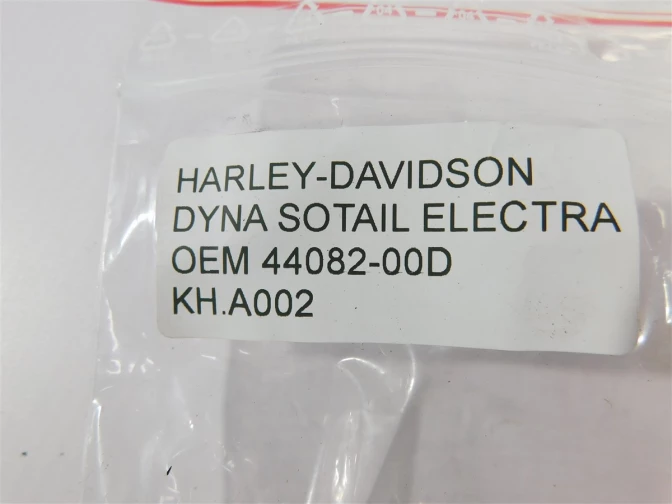 HARLEY-DAVIDSON
DYNA SOTAIL ELECTRA
OEM 44082-00D
KH.A002